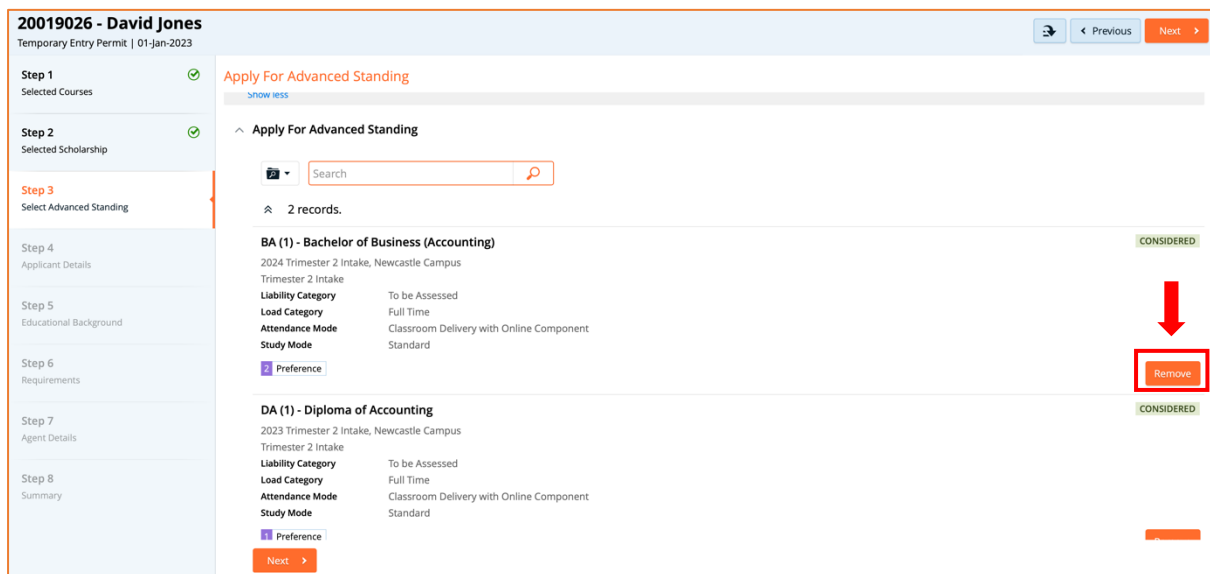 20019026 - David Jones
Temporary Entry Permit | 01-Jan-2023
Previous
Next
Step 1
Selected Courses
Step 2
Selected Scholarship
Step 3
Select Advanced Standing
Step 4
Applicant Details
Step 5
Educational Background
Step 6
Requirements
Step 7
Agent Details
Step 8
Summary
Apply For Advanced Standing
Show less
Apply For Advanced Standing
Search
2 records.
BA (1) - Bachelor of Business (Accounting)
CONSIDERED
2024 Trimester 2 Intake, Newcastle Campus
Trimester 2 Intake
Liability Category To be Assessed
Load Category Full Time
Attendance Mode Classroom Delivery with Online Component
Study Mode Standard
2 Preference
Remove
DA (1) - Diploma of Accounting
CONSIDERED
2023 Trimester 2 Intake, Newcastle Campus
Trimester 2 Intake
Liability Category To be Assessed
Load Category Full Time
Attendance Mode Classroom Delivery with Online Component
Study Mode Standard
1 Preference
Next